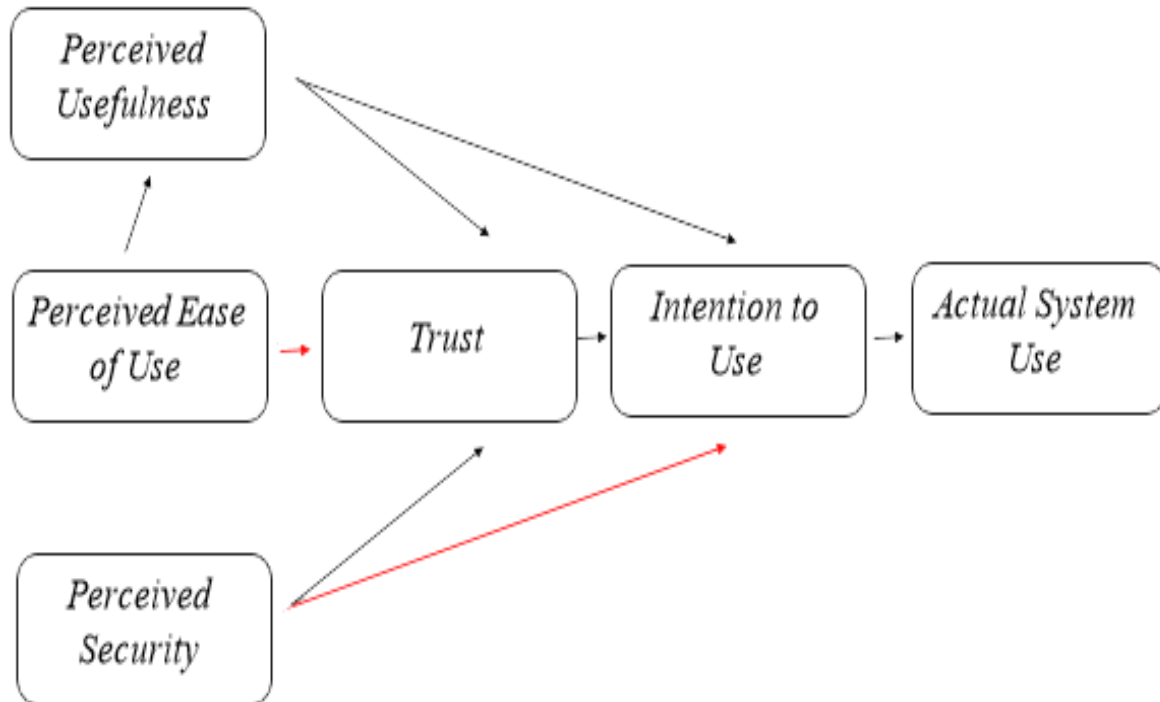 Perceived
Usefulness
Perceived Ease
of Use
Trust
Intention to
Use
Actual System
Use
Perceived
Security